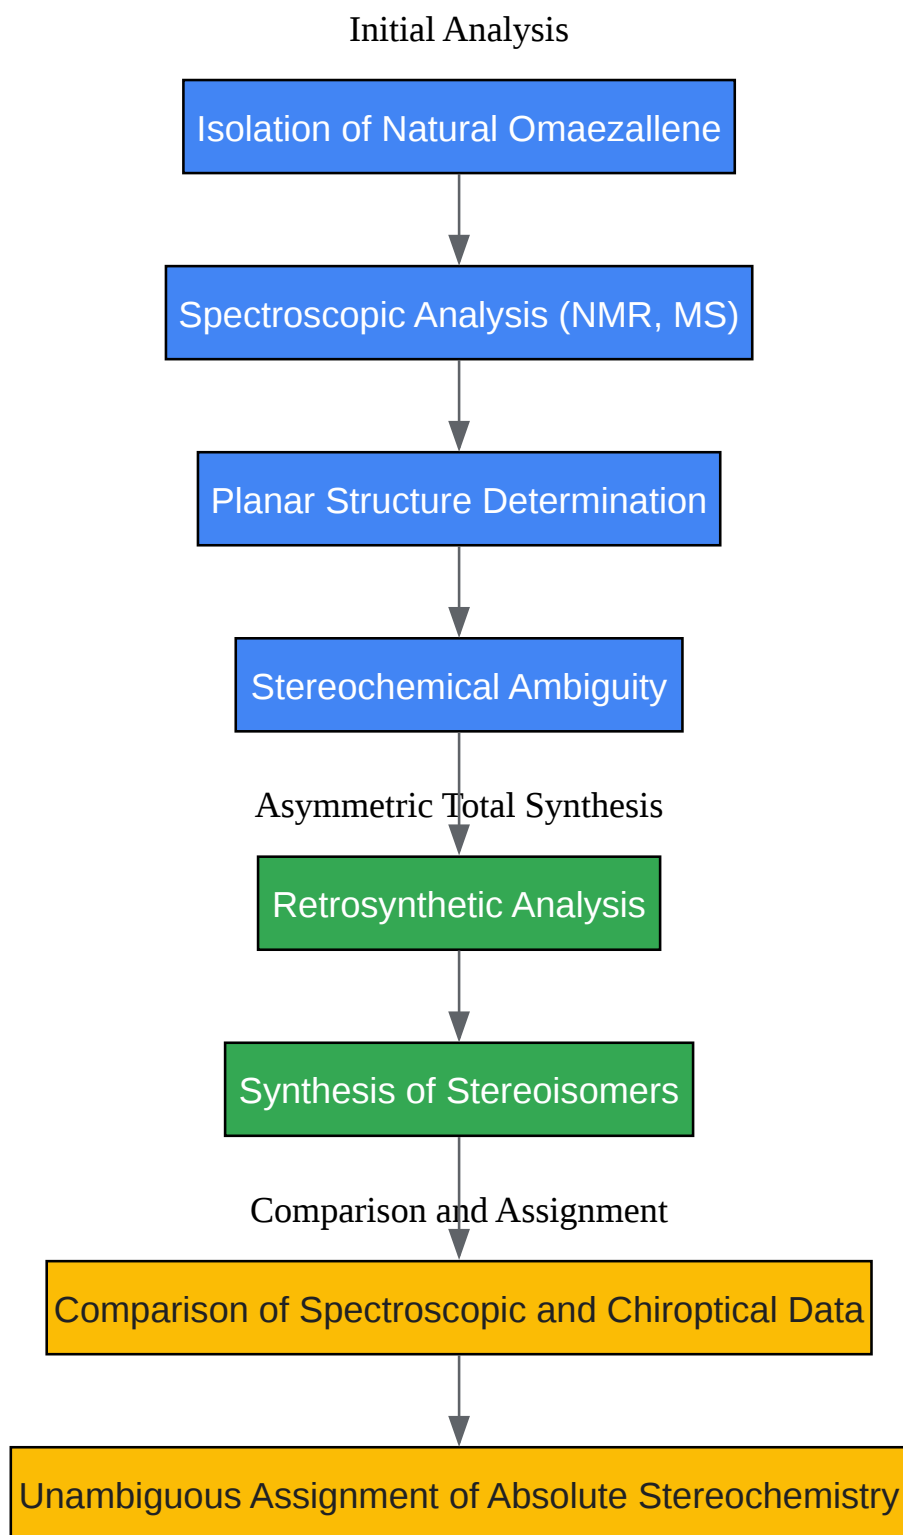 Initial Analysis
Isolation of Natural Omaezallene
Spectroscopic Analysis (NMR, MS)
Planar Structure Determination
Stereochemical Ambiguity
Asymmetric Total Synthesis
Retrosynthetic Analysis
Synthesis of Stereoisomers
Comparison and Assignment
Comparison of Spectroscopic and Chiroptical Data
Unambiguous Assignment of Absolute Stereochemistry